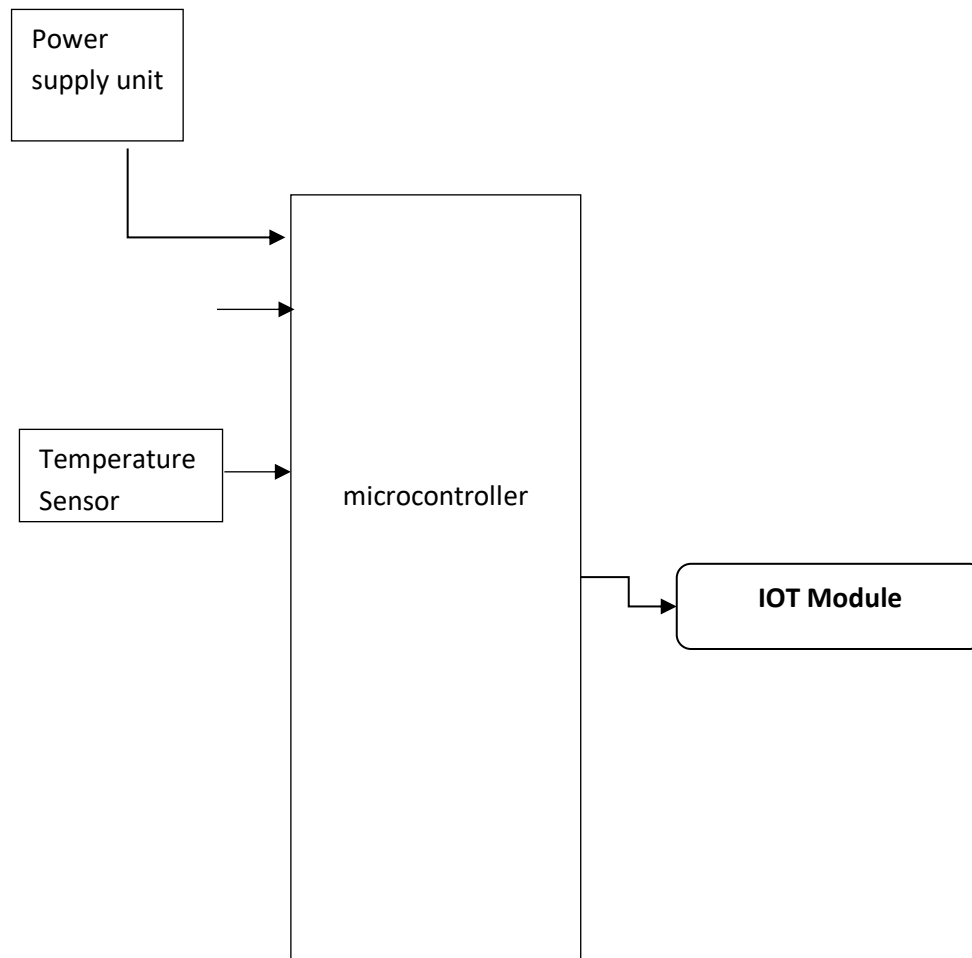 Power
supply unit
Temperature
Sensor
microcontroller
IOT Module